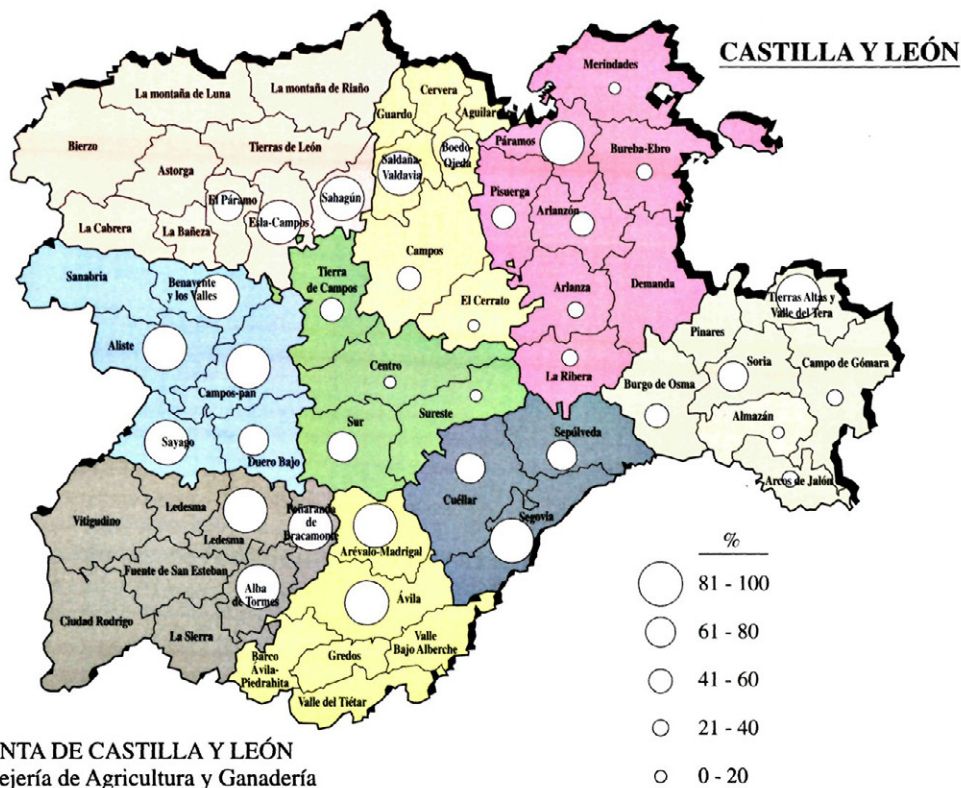 CASTILLA Y LEÓN
Merindades
La montaña de Luna
La montaña de Riaño
Cervera
Guardo
Aguilar
Bierzo
Tierras de León
Páramos
Bureba-Ebro
Boedo-
Ojeda
Saldaña-
Valdavia
Astorga
Pisuerga
El Páramo
Sahagún
Esla-Campos
Arlanzón
La Cabrera
La Bañeza
Campos
Sanabria
Benavente
y los Valles
Tierra
de Campos
Arlanza
Demanda
El Cerrato
Tierras Altas y
Valle del Tera
Pinares
Aliste
Centro
Soria
Campo de Gómara
La Ribera
Burgo de Osma
Campos-pan
Sureste
Almazán
Sayago
Duero Bajo
Sur
Sepúlveda
Arcos de Jalón
Cuéllar
Vitigudino
Ledesma
Ledesma
Peñaranda
de
Bracamonte
Segovia
Arévalo-Madrigal
Fuente de San Esteban
Alba
de Tormes
Ávila
Ciudad Rodrigo
La Sierra
Valle
Bajo Alberche
Barco
Ávila-
Piedrahita
Gredos
Valle del Tiétar
%
81 - 100
61 - 80
41 - 60
21 - 40
0 - 20
NTA DE CASTILLA Y LEÓN
ejería de Agricultura y Ganadería